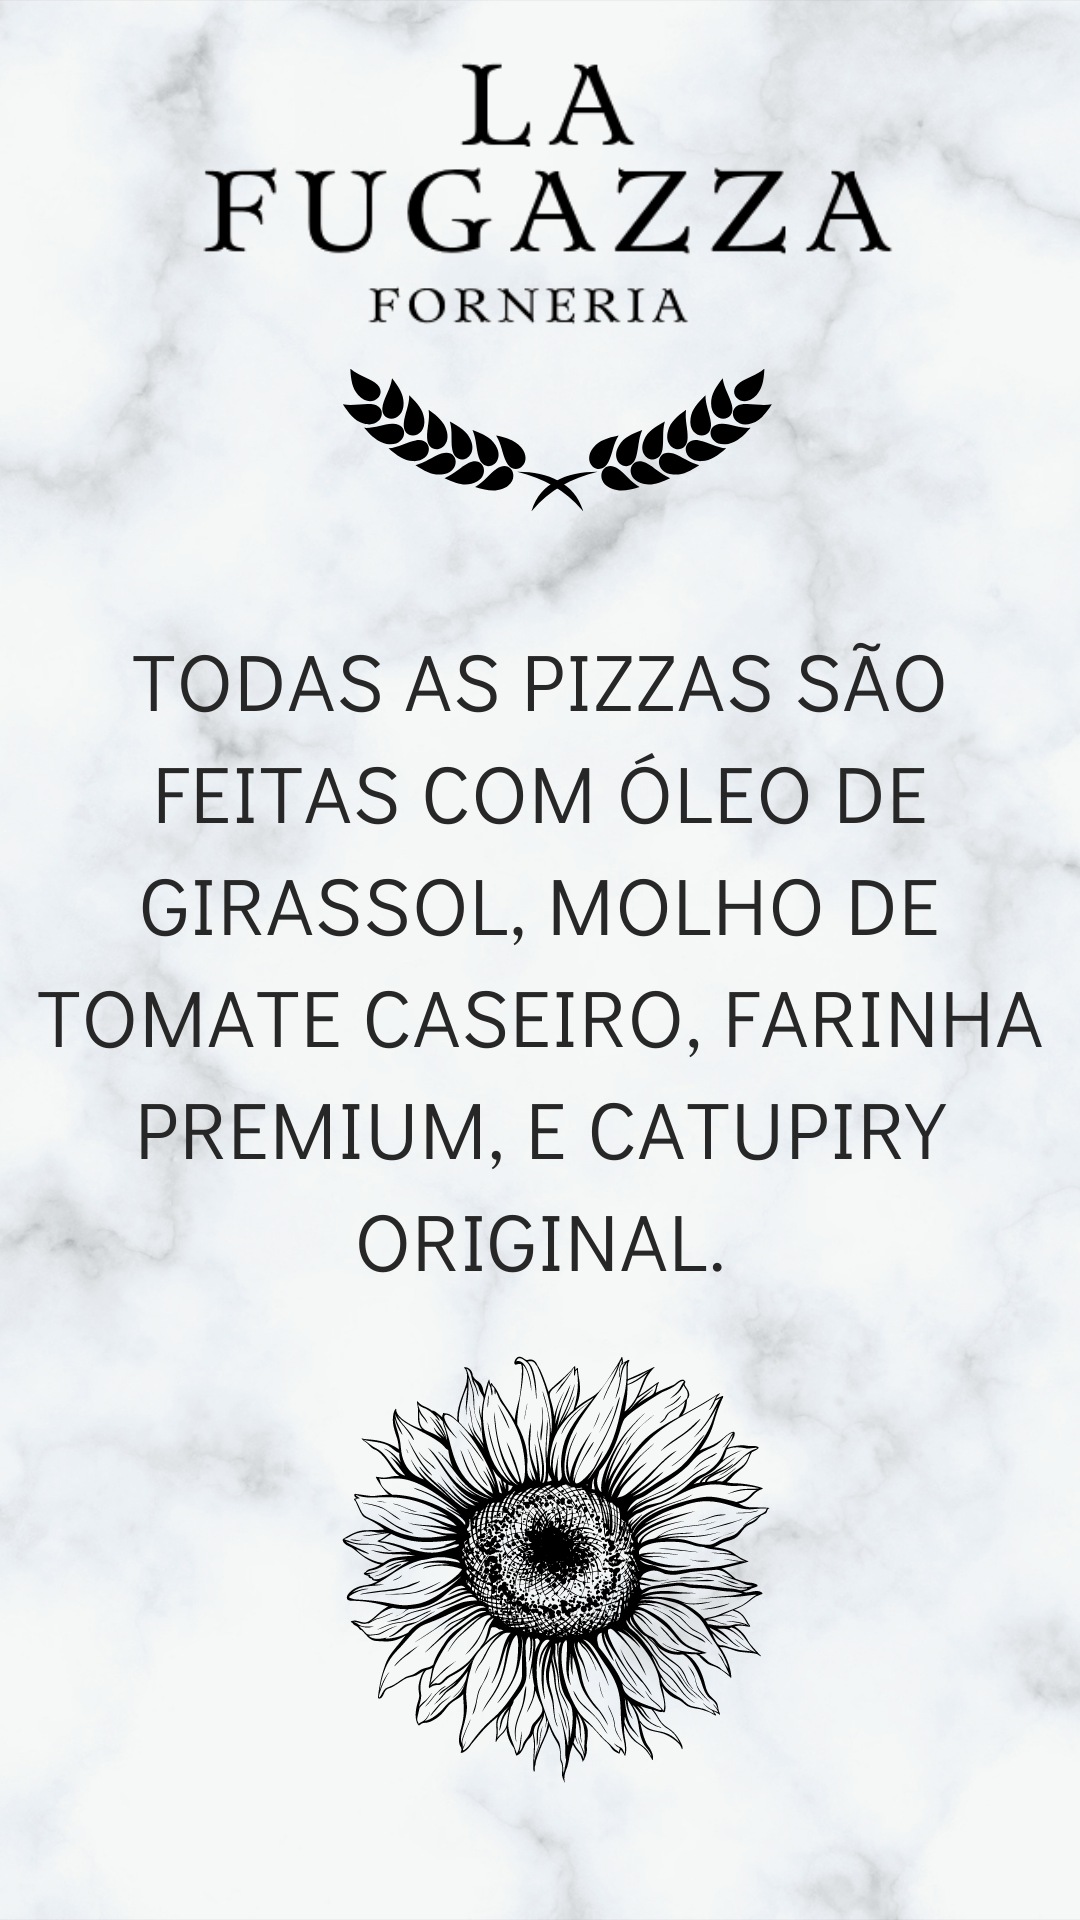 LA
FUGAZZA
FORNERIA
TODAS AS PIZZAS SÃO
FEITAS COM ÓLEO DE
GIRASSOL, MOLHO DE
TOMATE CASEIRO, FARINHA
PREMIUM, E CATUPIRY
ORIGINAL.